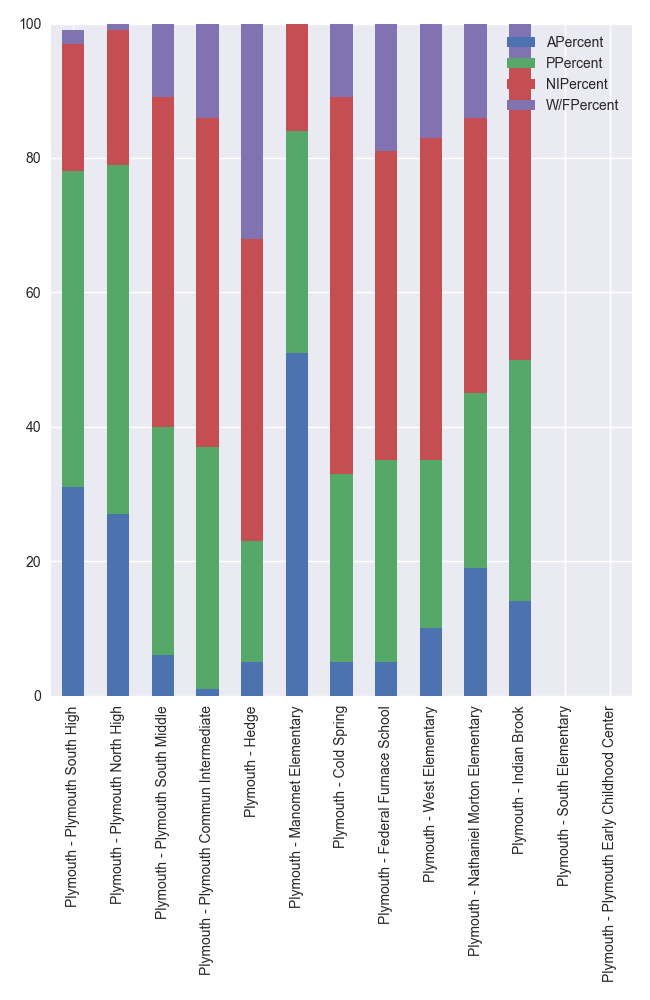 100
80
60
40
20
0
APercent
PPercent
NIPercent
W/FPercent
Plymouth - Plymouth South High
Plymouth - Plymouth North High
Plymouth - Plymouth South Middle
Plymouth - Plymouth Commun Intermediate
Plymouth - Hedge
Plymouth - Manomet Elementary
Plymouth - Cold Spring
Plymouth - Federal Furnace School
Plymouth - West Elementary
Plymouth - Nathaniel Morton Elementary
Plymouth - Indian Brook
Plymouth - South Elementary
Plymouth - Plymouth Early Childhood Center